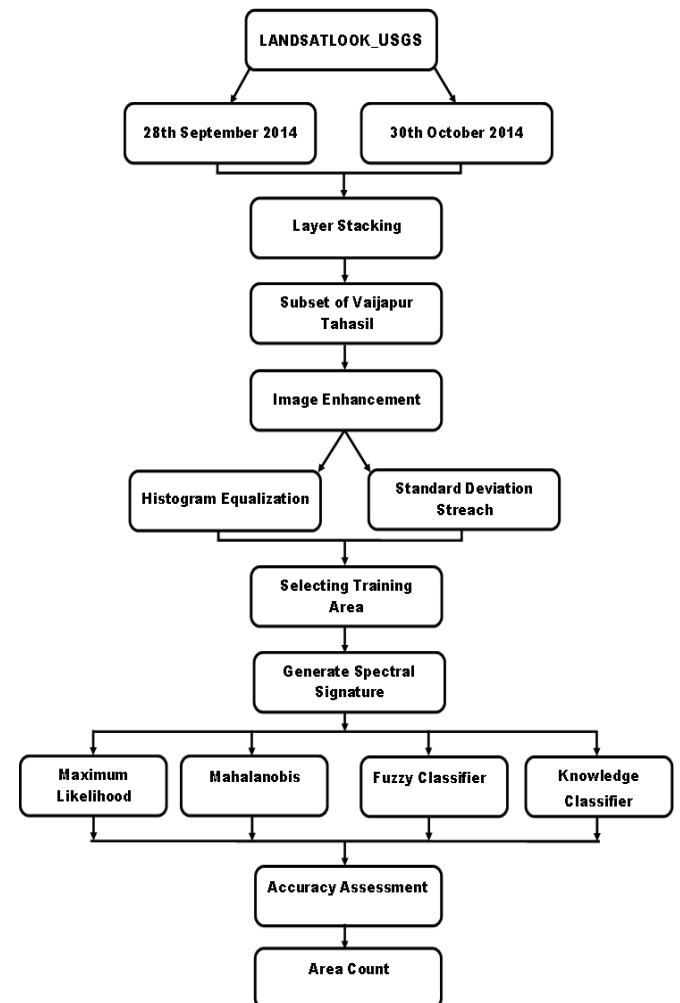 LANDSATLOOK_USGS
28th September 2014
30th October 2014
Layer Stacking
Subset of Vaijapur
Tahasil
Image Enhancement
Histogram Equalization
Standard Deviation
Streach
Selecting Training
Area
Generate Spectral
Signature
Maximum
Likelihood
Mahalanobis
Fuzzy Classifier
Knowledge
Classifier
Accuracy Assessment
Area Count